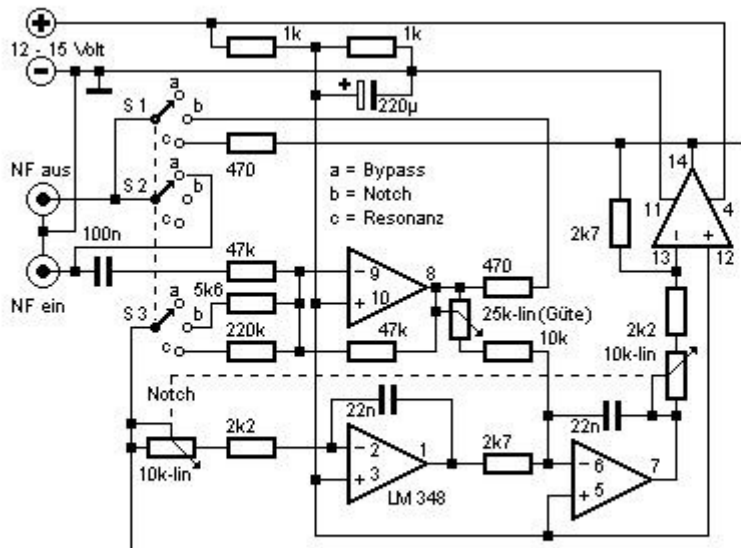 +
1k
1k
12 - 15 Volt
−
+
220µ
S 1
a
b
c
470
14
NF aus
S 2
a
b
c
a = Bypass
b = Notch
c = Resonanz
11
4
2k7
−
+
13
12
100n
47k
NF ein
− 9
8
470
5k6
+ 10
25k-lin (Güte)
S 3
a
b
c
220k
47k
10k
2k2
10k-lin
Notch
22n
22n
2k2
− 2
1
2k7
− 6
7
10k-lin
+ 3
+ 5
LM 348